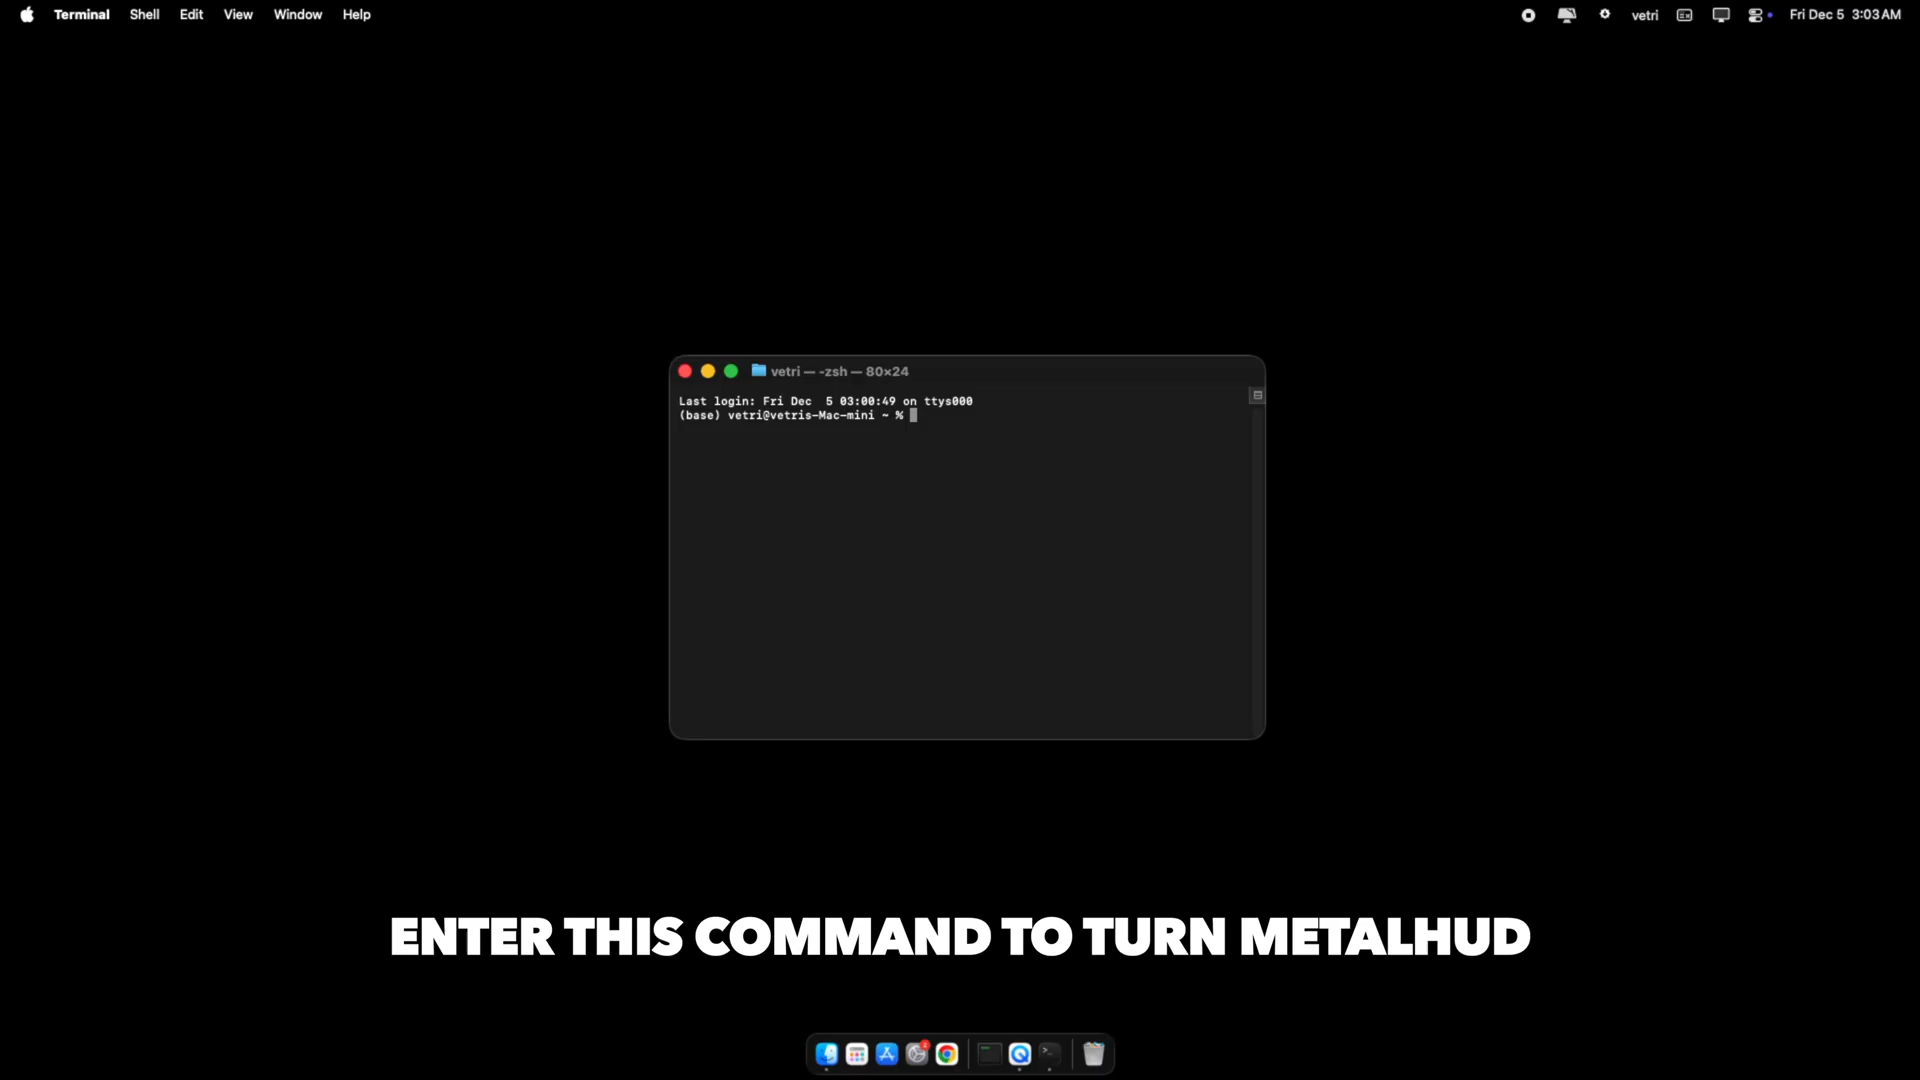 Terminal Shell Edit View Window Help vetri Fri Dec 5 3:03 AM
vetri — -zsh — 80×24
Last login: Fri Dec  5 03:00:49 on ttys000
(base) vetri@vetris-Mac-mini ~ %
ENTER THIS COMMAND TO TURN METALHUD